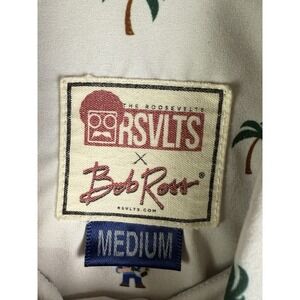 THE ROOSEVELTS
RSVLTS
×
Bob Ross®
RSVLTS.COM
MEDIUM